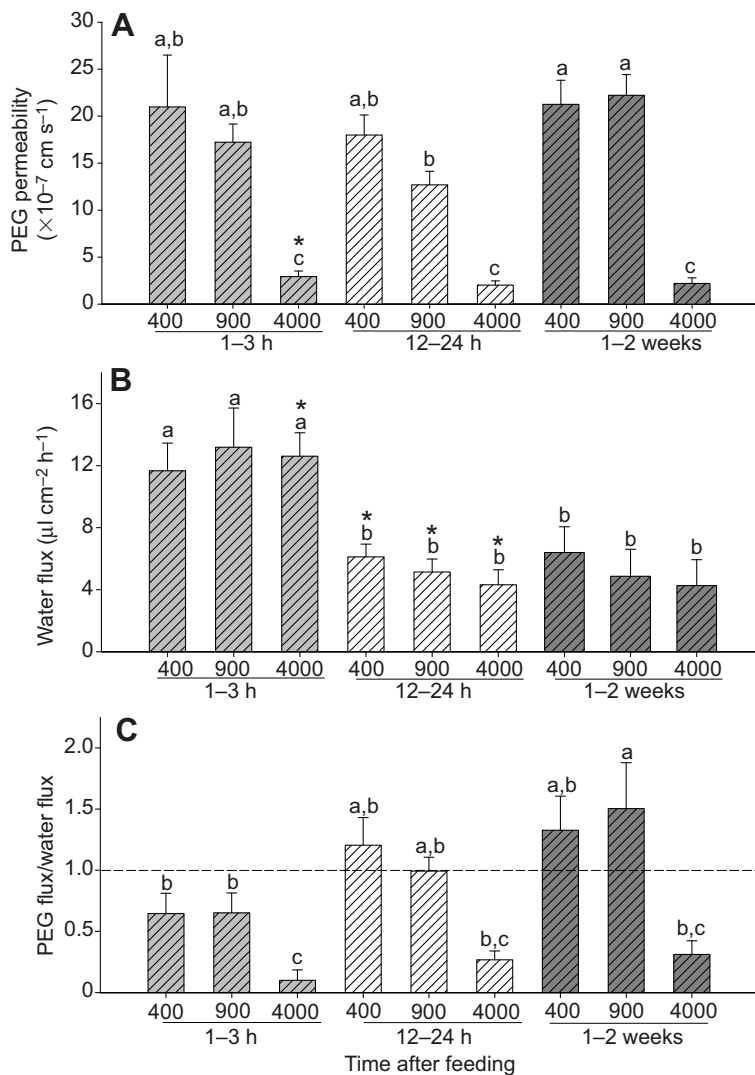 A
PEG permeability
(×10⁻⁷ cm s⁻¹)
25
20
15
10
5
0
a,b
a,b
*
c
a,b
b
c
a
a
c
400 900 4000 400 900 4000 400 900 4000
1–3 h 12–24 h 1–2 weeks
B
Water flux (μl cm⁻² h⁻¹)
16
12
8
4
0
a
a
*
a
*
b
*
b
*
b
b
b
b
400 900 4000 400 900 4000 400 900 4000
1–3 h 12–24 h 1–2 weeks
C
PEG flux/water flux
2.0
1.5
1.0
0.5
0
b
b
c
a,b
a,b
b,c
a,b
a
b,c
400 900 4000 400 900 4000 400 900 4000
1–3 h 12–24 h 1–2 weeks
Time after feeding